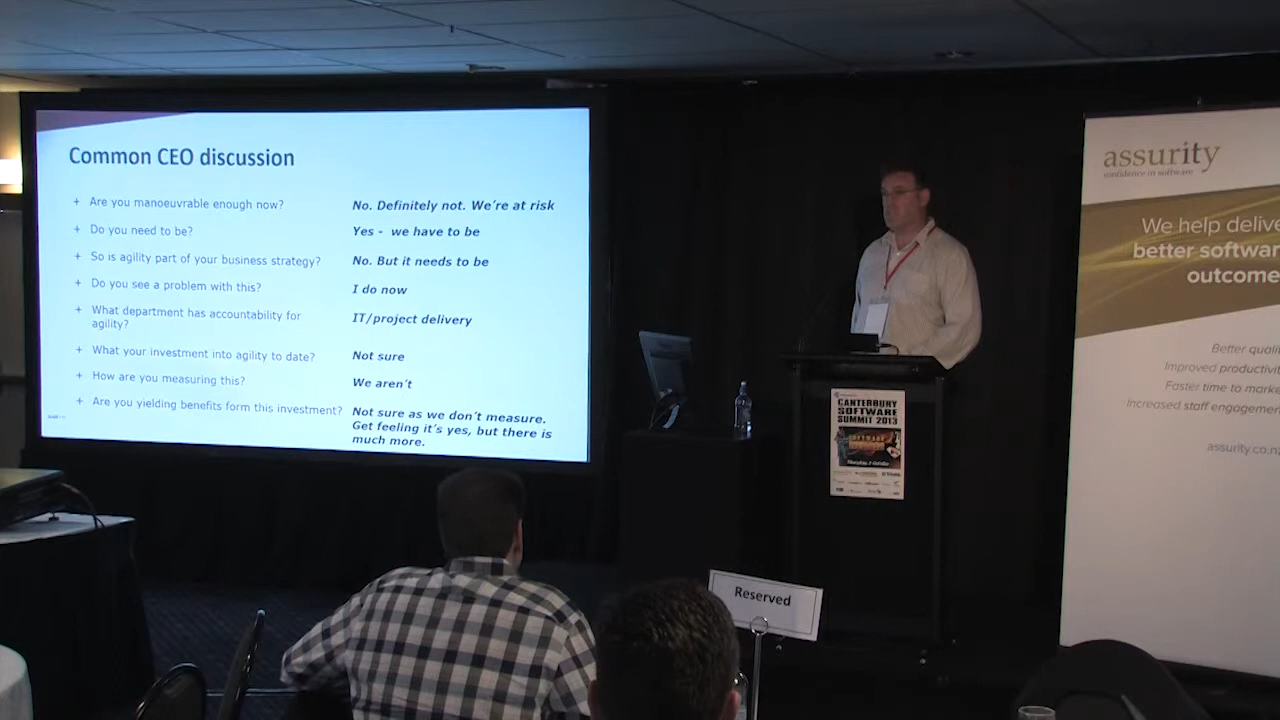 Common CEO discussion
+ Are you manoeuvrable enough now? No. Definitely not. We're at risk
+ Do you need to be? Yes - we have to be
+ So is agility part of your business strategy? No. But it needs to be
+ Do you see a problem with this? I do now
+ What department has accountability for IT/project delivery
agility?
+ What your investment into agility to date? Not sure
+ How are you measuring this? We aren't
+ Are you yielding benefits form this investment? Not sure as we don't measure.
Get feeling it's yes, but there is
much more.
assurity
confidence in software
We help delive
better softwar
outcome
Better quali
Improved productivit
Faster time to marke
Increased staff engagemen
assurity.co.nz
CANTERBURY
SOFTWARE
SUMMIT 2013
Reserved